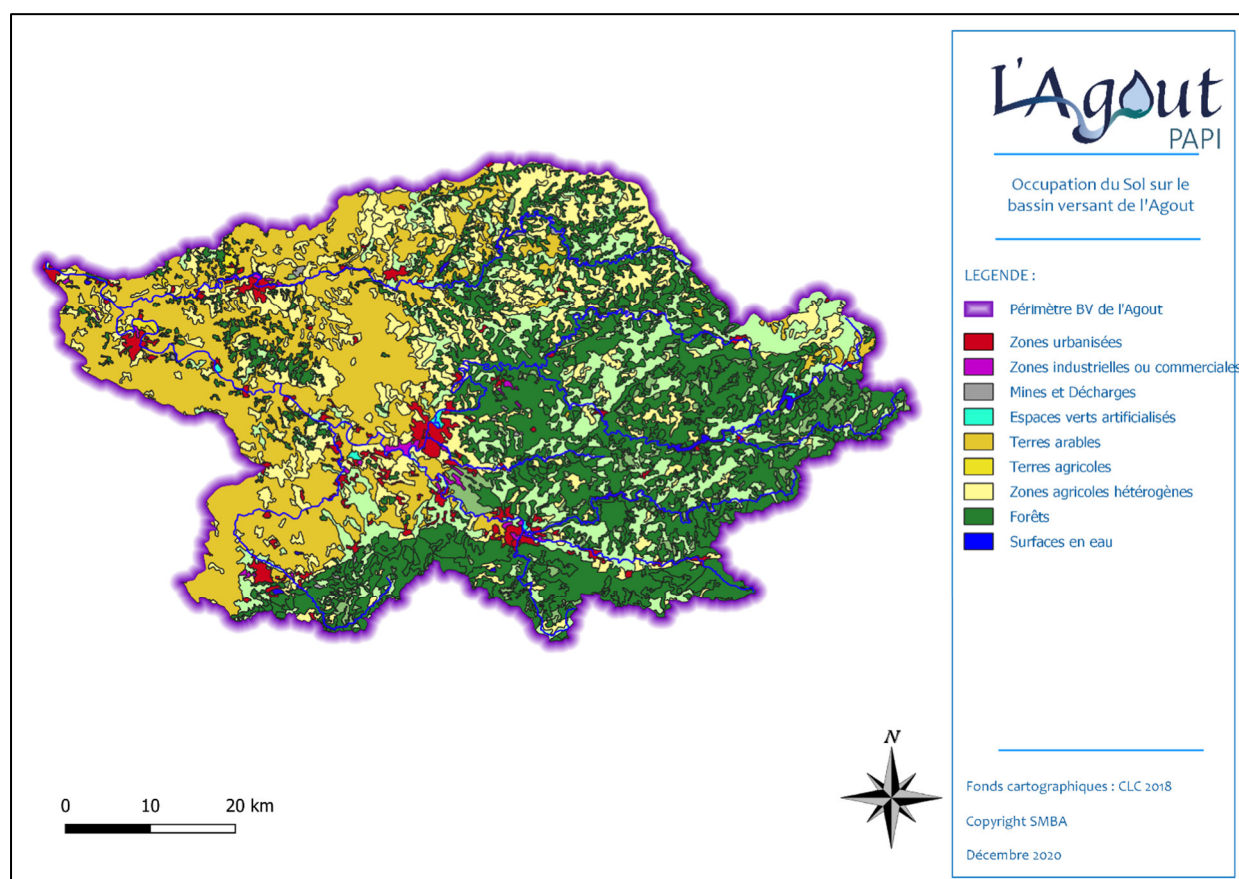 L'Agout
PAPI
Occupation du Sol sur le
bassin versant de l'Agout
LEGENDE :
Périmètre BV de l'Agout
Zones urbanisées
Zones industrielles ou commerciales
Mines et Décharges
Espaces verts artificialisés
Terres arables
Terres agricoles
Zones agricoles hétérogènes
Forêts
Surfaces en eau
N
0 10 20 km
Fonds cartographiques : CLC 2018
Copyright SMBA
Décembre 2020